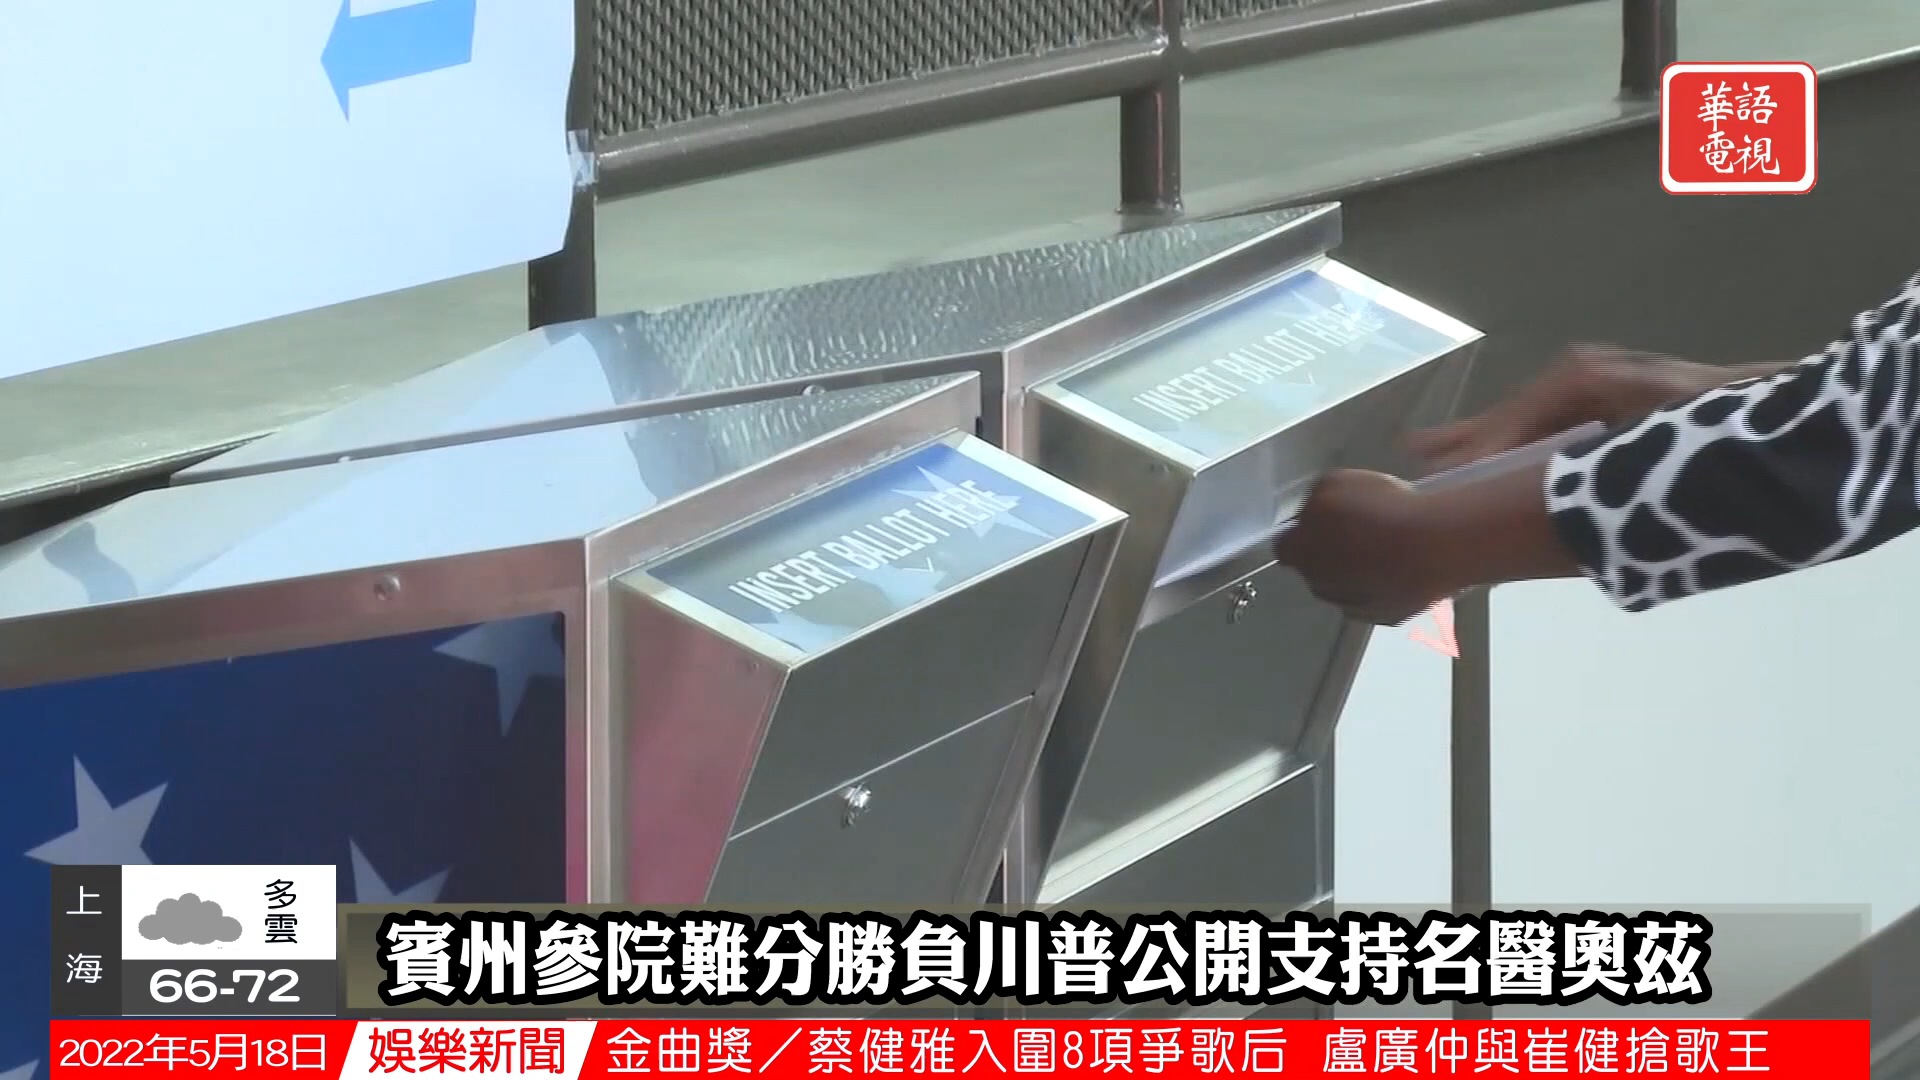 華語
電視
INSERT BALLOT HERE
INSERT BALLOT HERE
上海
多雲
66-72
賓州參院難分勝負川普公開支持名醫奧茲
2022年5月18日
娛樂新聞
金曲獎／蔡健雅入圍8項爭歌后 盧廣仲與崔健搶歌王